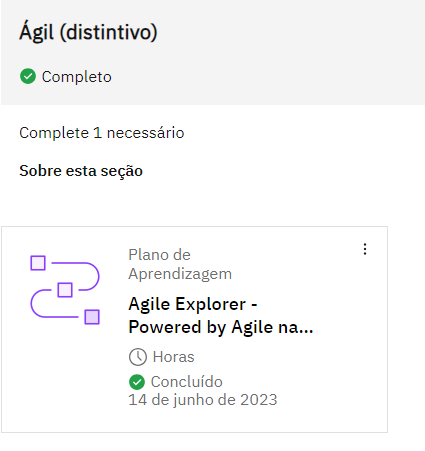 Ágil (distintivo)
Completo
Complete 1 necessário
Sobre esta seção
Plano de
Aprendizagem
Agile Explorer -
Powered by Agile na...
Horas
Concluído
14 de junho de 2023